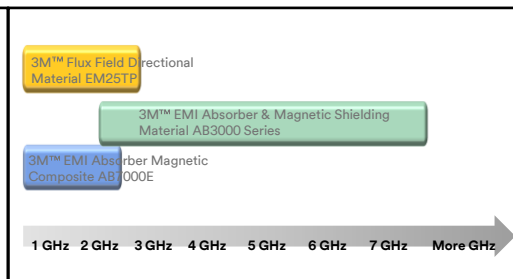 3M™ Flux Field Directional
Material EM25TP
3M™ EMI Absorber & Magnetic Shielding
Material AB3000 Series
3M™ EMI Absorber Magnetic
Composite AB7000E
1 GHz 2 GHz 3 GHz 4 GHz 5 GHz 6 GHz 7 GHz More GHz